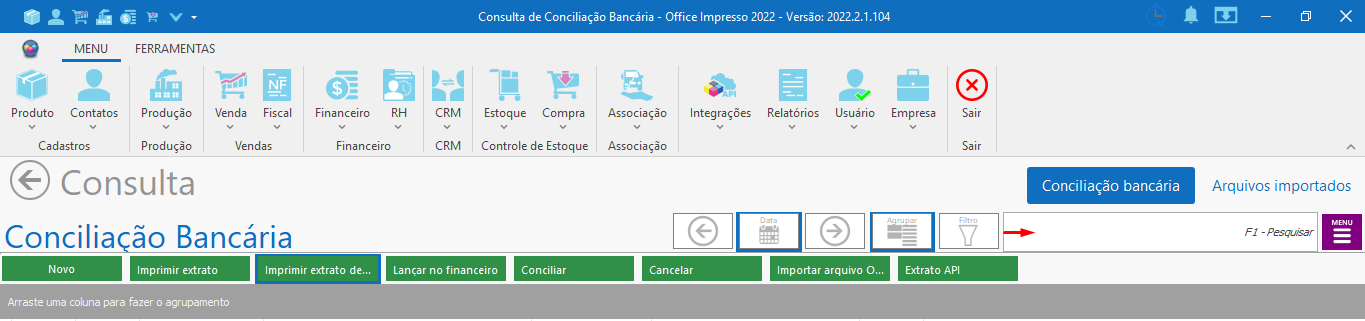 Consulta de Conciliação Bancária - Office Impresso 2022 - Versão: 2022.2.1.104
MENU FERRAMENTAS
NF API
Produto Contatos Produção Venda Fiscal Financeiro RH CRM Estoque Compra Associação Integrações Relatórios Usuário Empresa Sair
Cadastros Produção Vendas Financeiro CRM Controle de Estoque Associação Sair
Consulta
Conciliação bancária Arquivos importados
Conciliação Bancária
Data Agrupar Filtro F1 - Pesquisar MENU
Novo Imprimir extrato Imprimir extrato de... Lançar no financeiro Conciliar Cancelar Importar arquivo O... Extrato API
Arraste uma coluna para fazer o agrupamento